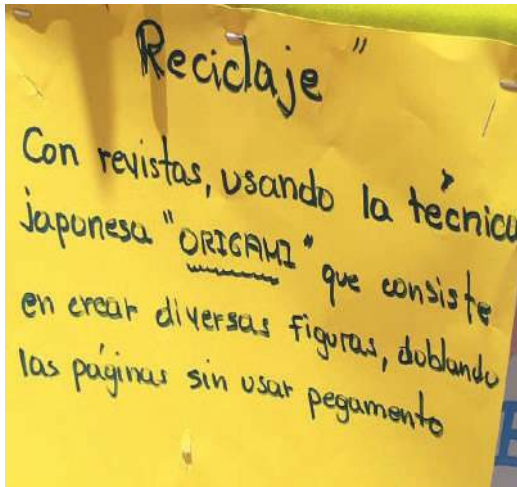 Reciclaje"
Con revistas, usando la técnica
japonesa "ORIGAMI" que consiste
en crear diversas figuras, doblando
las páginas sin usar pegamento